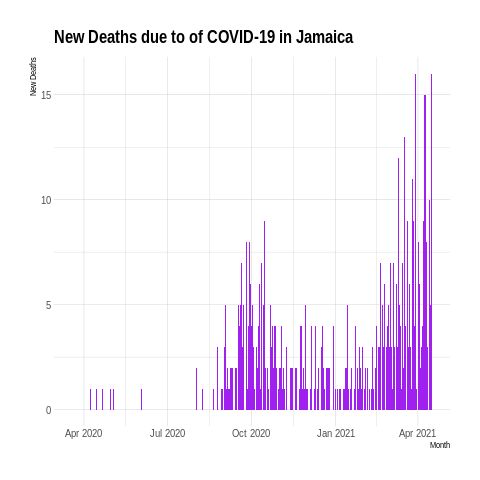 New Deaths due to of COVID-19 in Jamaica
New Deaths
15
10
5
0
Apr 2020 Jul 2020 Oct 2020 Jan 2021 Apr 2021
Month